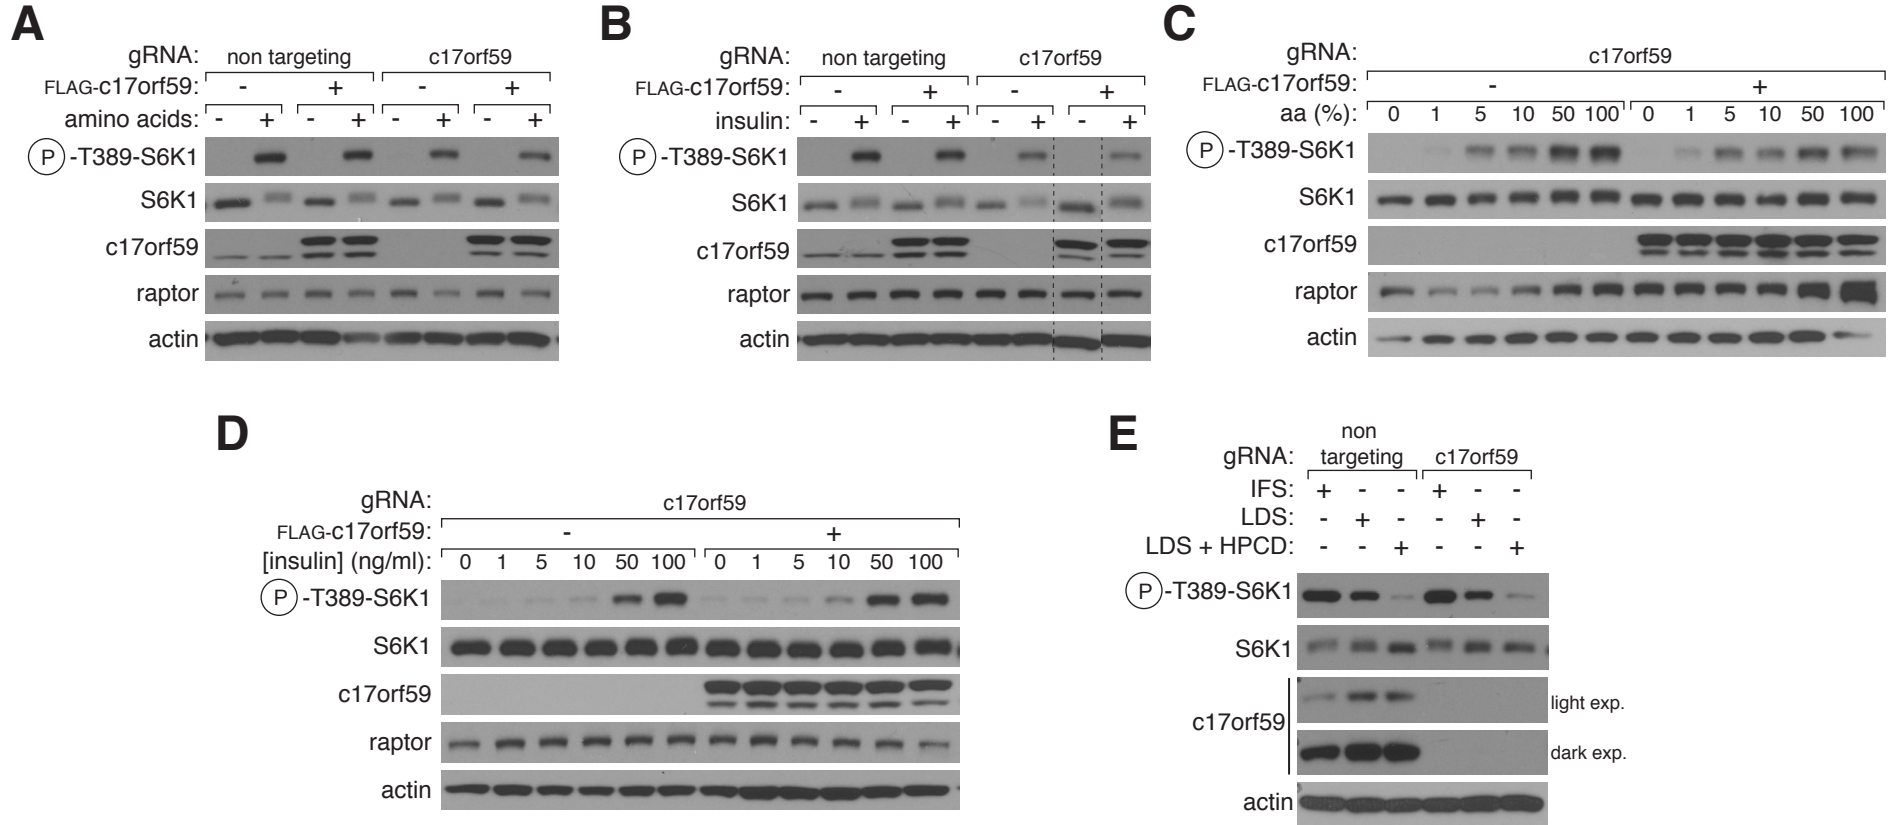 A
gRNA: non targeting c17orf59
FLAG-c17orf59: - + - +
amino acids: - + - + - + - +
P -T389-S6K1
S6K1
c17orf59
raptor
actin
B
gRNA: non targeting c17orf59
FLAG-c17orf59: - + - +
insulin: - + - + - + - +
P -T389-S6K1
S6K1
c17orf59
raptor
actin
C
gRNA: c17orf59
FLAG-c17orf59: - +
aa (%): 0 1 5 10 50 100 0 1 5 10 50 100
P -T389-S6K1
S6K1
c17orf59
raptor
actin
D
gRNA: c17orf59
FLAG-c17orf59: - +
[insulin] (ng/ml): 0 1 5 10 50 100 0 1 5 10 50 100
P -T389-S6K1
S6K1
c17orf59
raptor
actin
E
non
gRNA: targeting c17orf59
IFS: + - - + - -
LDS: - + - - + -
LDS + HPCD: - - + - - +
P -T389-S6K1
S6K1
c17orf59 light exp.
dark exp.
actin